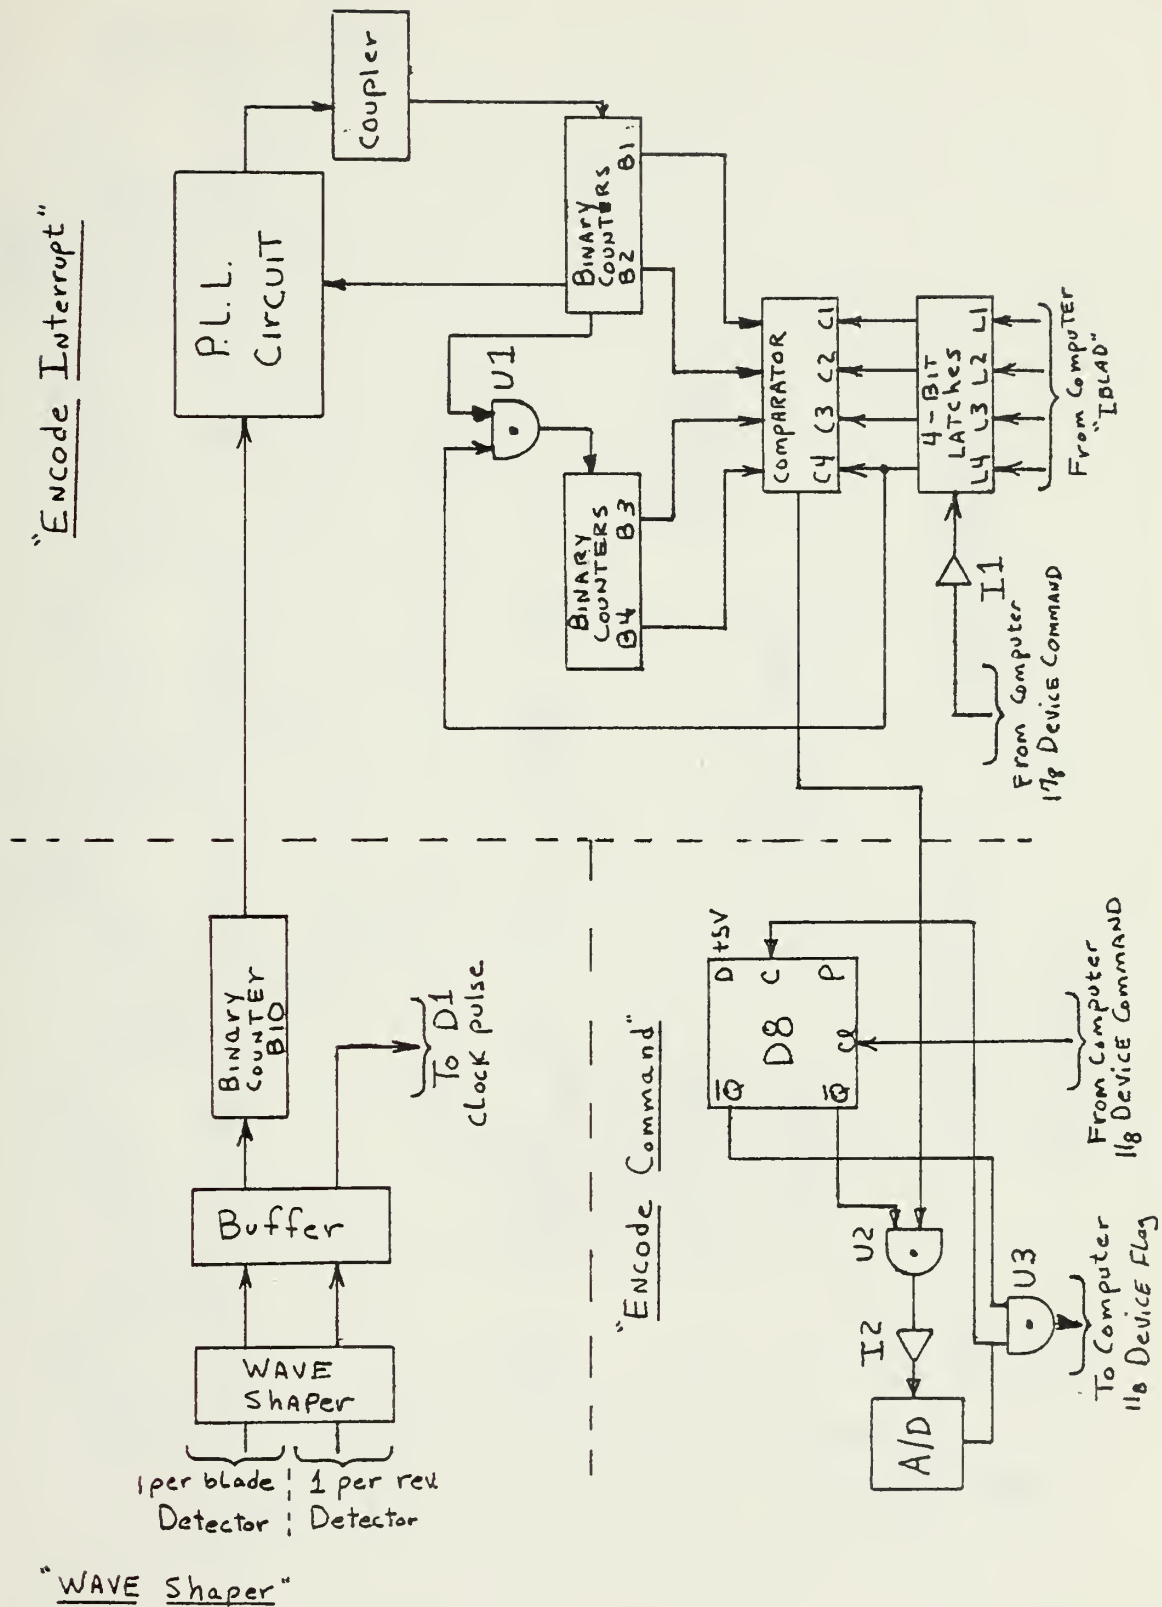 "WAVE Shaper"
1 per blade
Detector
1 per rev
Detector
WAVE
Shaper
Buffer
Binary
Counter
B10
To D1
Clock pulse
"ENCODE Interrupt"
P.L.L.
CIRCUIT
Coupler
BINARY
COUNTERS
B2 B1
U1
BINARY
COUNTERS
B4 B3
COMPARATOR
C4 C3 C2 C1
4-BIT
LATCHES
L4 L3 L2 L1
From Computer
"IBLAD"
I1
From Computer
17₈ Device COMMAND
"ENCODE Command"
D +5V
Q̅
C
D8
P
Q̅
Cl
From Computer
11₈ Device Command
U2
I2
A/D
U3
To Computer
11₈ Device Flag